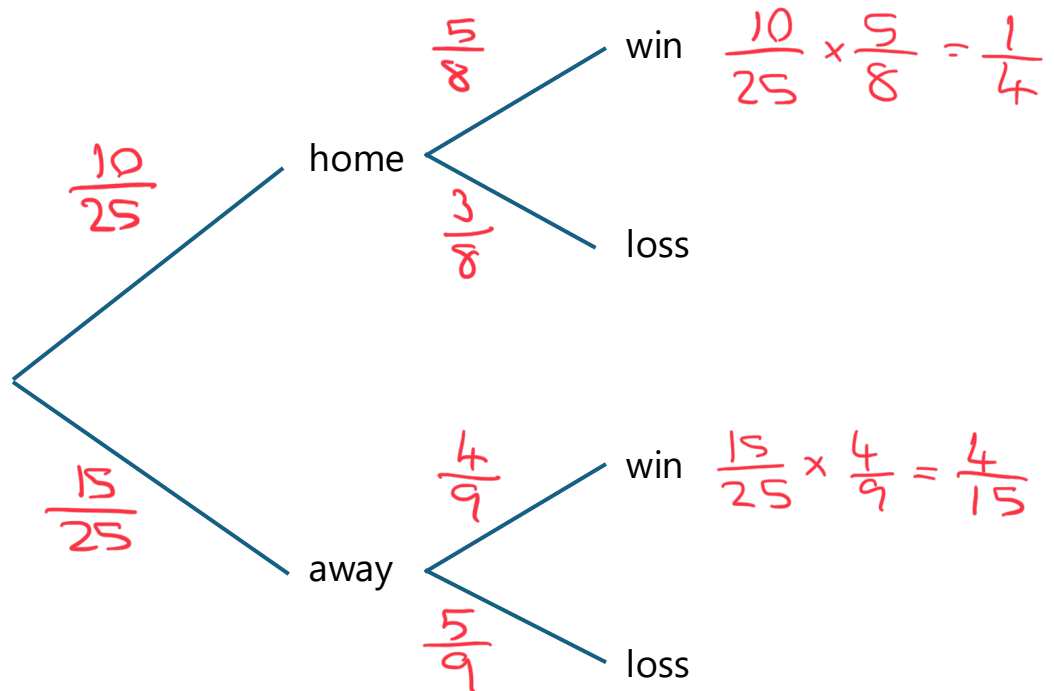 5/8
win 10/25 × 5/8 = 1/4
10/25
home
3/8
loss
4/9
win 15/25 × 4/9 = 4/15
15/25
away
5/9
loss